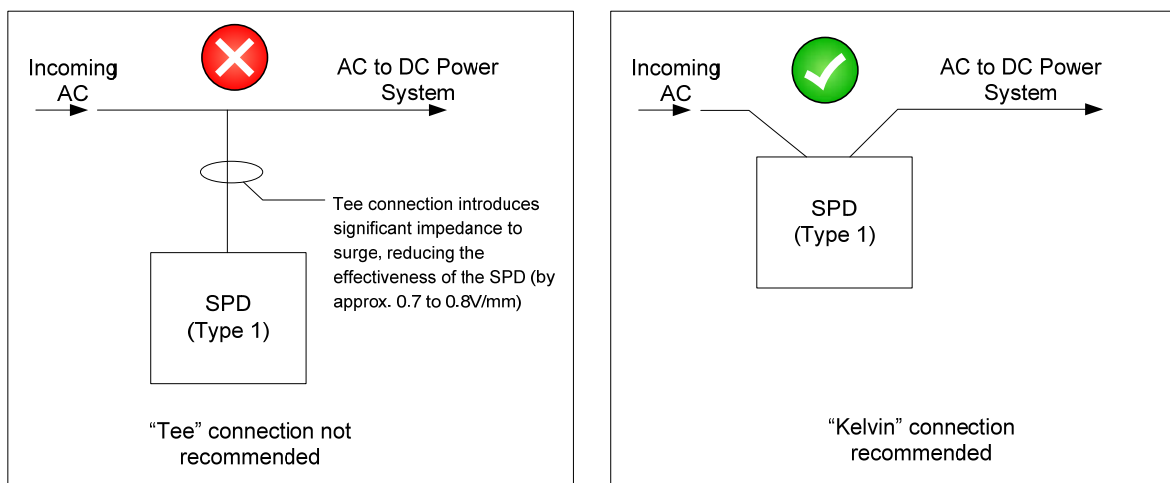 Incoming
AC
AC to DC Power
System
Tee connection introduces
significant impedance to
surge, reducing the
effectiveness of the SPD (by
approx. 0.7 to 0.8V/mm)
SPD
(Type 1)
“Tee” connection not
recommended
Incoming
AC
AC to DC Power
System
SPD
(Type 1)
“Kelvin” connection
recommended